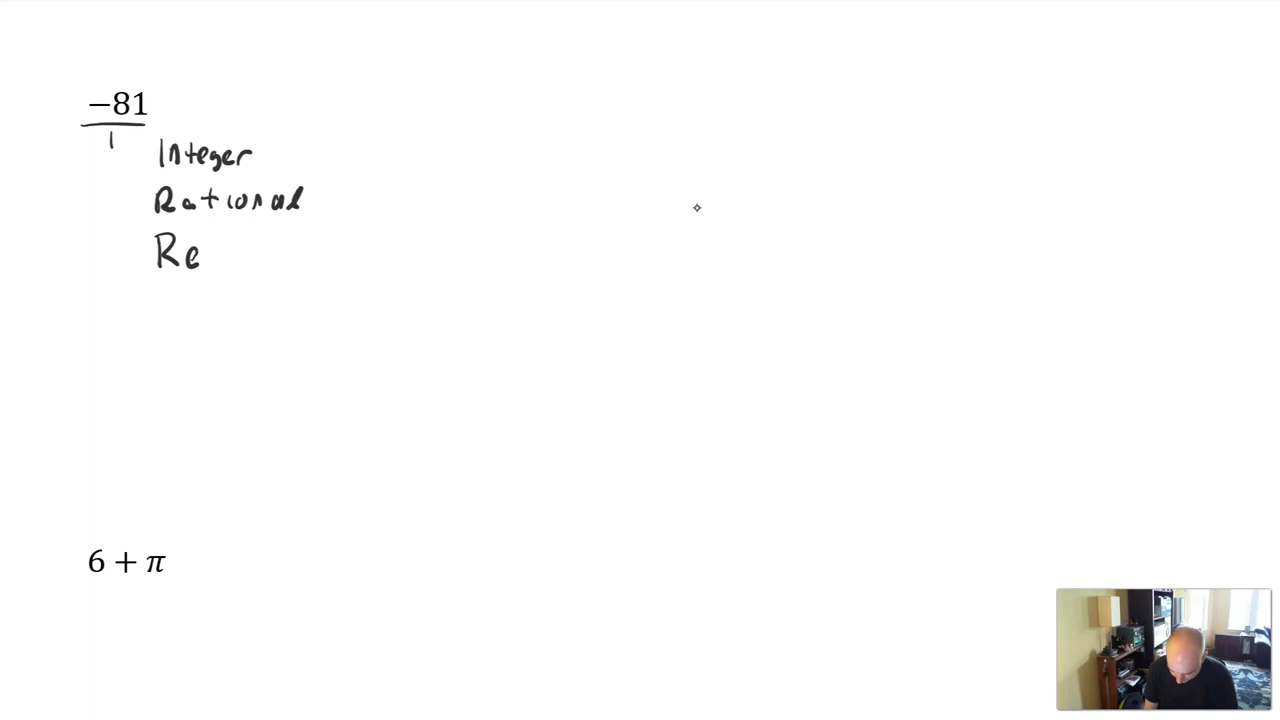 −81
1
Integer
Rational
Re
6 + π